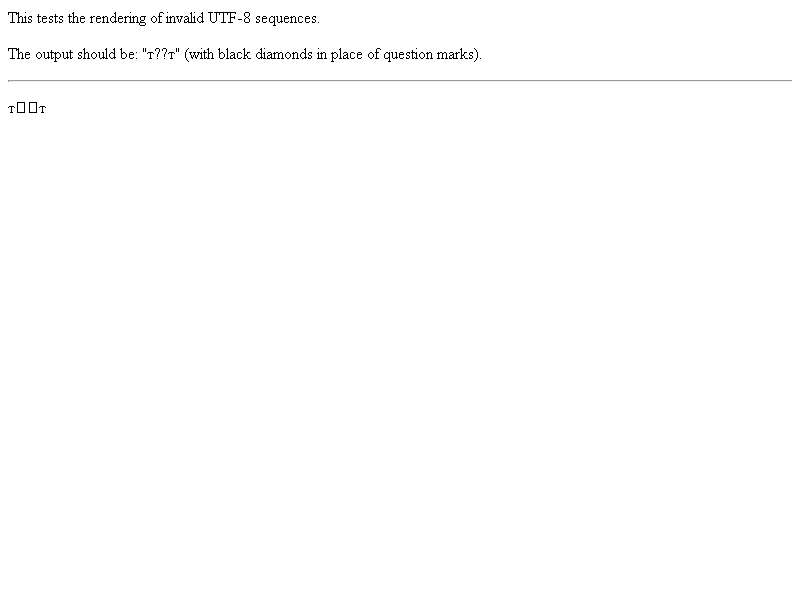 This tests the rendering of invalid UTF-8 sequences.
The output should be: "т??т" (with black diamonds in place of question marks).
т▯▯т